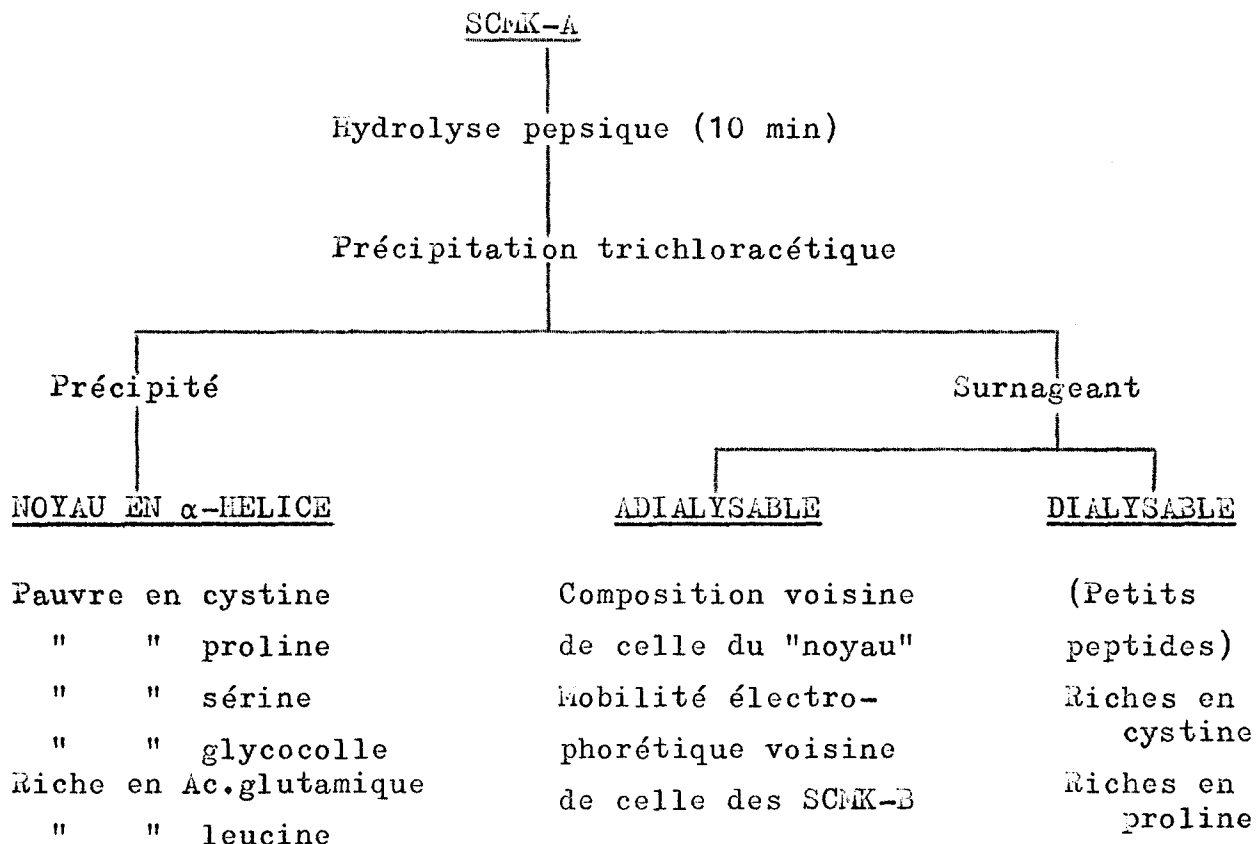 SCMK-A
Hydrolyse pepsique (10 min)
Précipitation trichloracétique
Précipité
Surnageant
NOYAU EN α-HELICE
Pauvre en cystine
" " proline
" " sérine
" " glycocolle
Riche en Ac.glutamique
" " leucine
ADIALYSABLE
Composition voisine
de celle du "noyau"
Mobilité électro-
phorétique voisine
de celle des SCMK-B
DIALYSABLE
(Petits
peptides)
Riches en
cystine
Riches en
proline